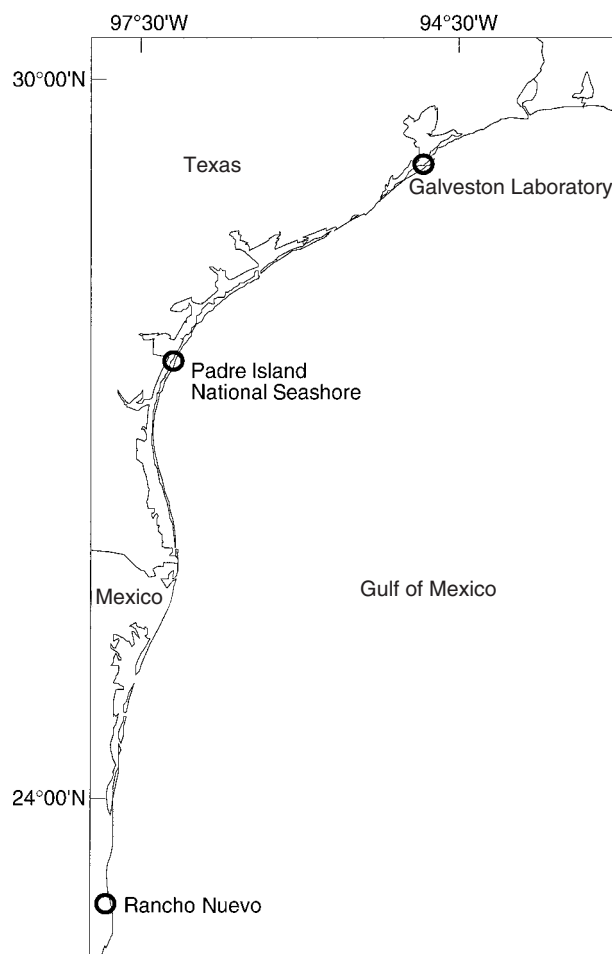 97°30'W
94°30'W
30°00'N
Texas
Galveston Laboratory
Padre Island
National Seashore
Mexico
Gulf of Mexico
24°00'N
Rancho Nuevo